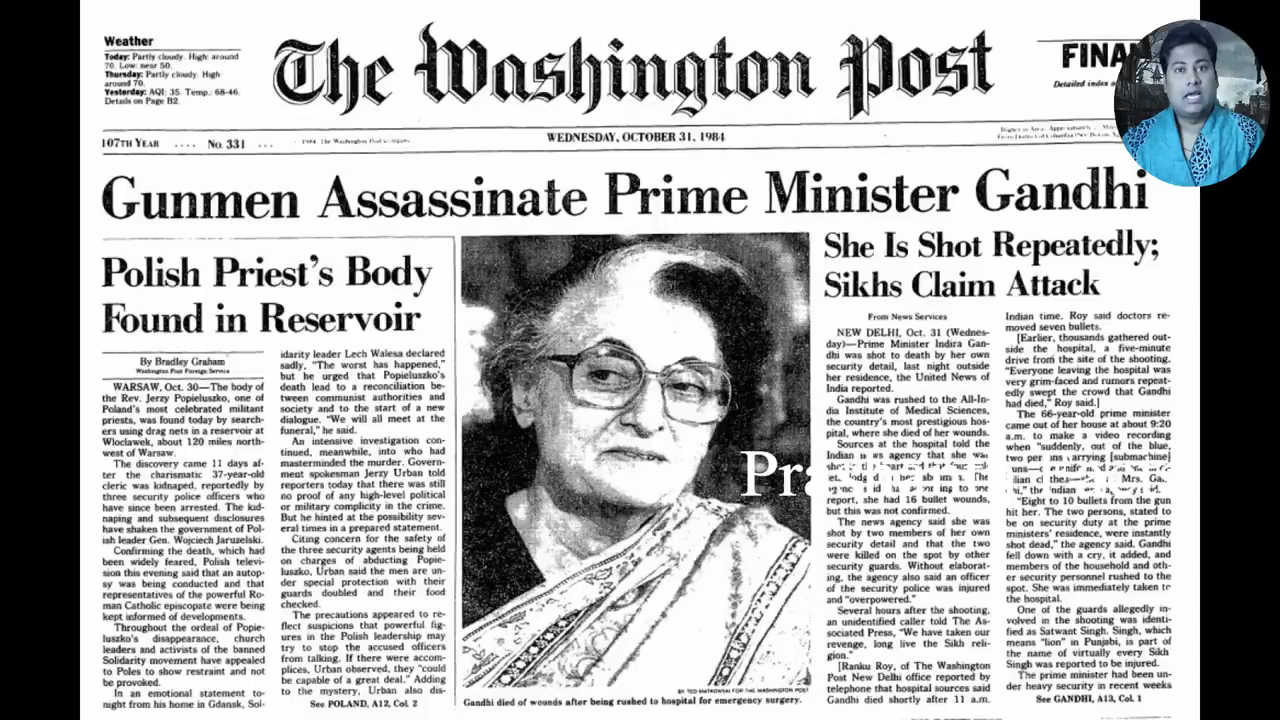 Weather
Today: Partly cloudy. High: around
70. Low: near 50.
Thursday: Partly cloudy. High
around 70.
Yesterday: AQI: 35. Temp.: 68-46.
Details on Page B2.
The Washington Post
FINA
Detailed index
107TH YEAR .... No. 331 ...
1984 The Washington Post Company
WEDNESDAY, OCTOBER 31, 1984
Gunmen Assassinate Prime Minister Gandhi
Polish Priest's Body
Found in Reservoir
By Bradley Graham
Washington Post Foreign Service
WARSAW, Oct. 30—The body of
the Rev. Jerzy Popieluszko, one of
Poland's most celebrated militant
priests, was found today by search-
ers using drag nets in a reservoir at
Wloclawek, about 120 miles north-
west of Warsaw.
The discovery came 11 days af-
ter the charismatic 37-year-old
cleric was kidnaped, reportedly by
three security police officers who
have since been arrested. The kid-
naping and subsequent disclosures
have shaken the government of Pol-
ish leader Gen. Wojciech Jaruzelski.
Confirming the death, which had
been widely feared, Polish televi-
sion this evening said that an autop-
sy was being conducted and that
representatives of the powerful Ro-
man Catholic episcopate were being
kept informed of developments.
Throughout the ordeal of Popie-
luszko's disappearance, church
leaders and activists of the banned
Solidarity movement have appealed
to Poles to show restraint and not
be provoked.
In an emotional statement to-
night from his home in Gdansk, Sol-
idarity leader Lech Walesa declared
sadly, "The worst has happened,"
but he urged that Popieluszko's
death lead to a reconciliation be-
tween communist authorities and
society and to the start of a new
dialogue. "We will all meet at the
funeral," he said.
An intensive investigation con-
tinued, meanwhile, into who had
masterminded the murder. Govern-
ment spokesman Jerzy Urban told
reporters today that there was still
no proof of any high-level political
or military complicity in the crime.
But he hinted at the possibility sev-
eral times in a prepared statement.
Citing concern for the safety of
the three security agents being held
on charges of abducting Popie-
luszko, Urban said the men are un-
der special protection with their
guards doubled and their food
checked.
The precautions appeared to re-
flect suspicions that powerful fig-
ures in the Polish leadership may
try to stop the accused officers
from talking. If there were accom-
plices, Urban observed, they "could
be capable of a great deal." Adding
to the mystery, Urban also dis-
See POLAND, A12, Col. 2
Pra
BY TED MATKOWSKI FOR THE WASHINGTON POST
Gandhi died of wounds after being rushed to hospital for emergency surgery.
She Is Shot Repeatedly;
Sikhs Claim Attack
From News Services
NEW DELHI, Oct. 31 (Wednes-
day)—Prime Minister Indira Gan-
dhi was shot to death by her own
security detail, last night outside
her residence, the United News of
India reported.
Gandhi was rushed to the All-In-
dia Institute of Medical Sciences,
the country's most prestigious hos-
pital, where she died of her wounds.
Sources at the hospital told the
Indian news agency that she was
report, she had 16 bullet wounds,
but this was not confirmed.
The news agency said she was
shot by two members of her own
security detail and that the two
were killed on the spot by other
security guards. Without elaborat-
ing, the agency also said an officer
of the security police was injured
and "overpowered."
Several hours after the shooting,
an unidentified caller told The As-
sociated Press, "We have taken our
revenge, long live the Sikh reli-
gion."
[Ranku Roy, of The Washington
Post New Delhi office reported by
telephone that hospital sources said
Gandhi died shortly after 11 a.m.
Indian time. Roy said doctors re-
moved seven bullets.
[Earlier, thousands gathered out-
side the hospital, a five-minute
drive from the site of the shooting.
"Everyone leaving the hospital was
very grim-faced and rumors repeat-
edly swept the crowd that Gandhi
had died," Roy said.]
The 66-year-old prime minister
came out of her house at about 9:20
a.m. to make a video recording
when "suddenly, out of the blue,
two persons carrying [submachine]
"Eight to 10 bullets from the gun
hit her. The two persons, stated to
be on security duty at the prime
ministers' residence, were instantly
shot dead," the agency said. Gandhi
fell down with a cry, it added, and
members of the household and oth-
er security personnel rushed to the
spot. She was immediately taken to
the hospital.
One of the guards allegedly in-
volved in the shooting was identi-
fied as Satwant Singh. Singh, which
means "lion" in Punjabi, is part of
the name of virtually every Sikh
Singh was reported to be injured.
The prime minister had been un-
der heavy security in recent weeks
See GANDHI, A13, Col. 1